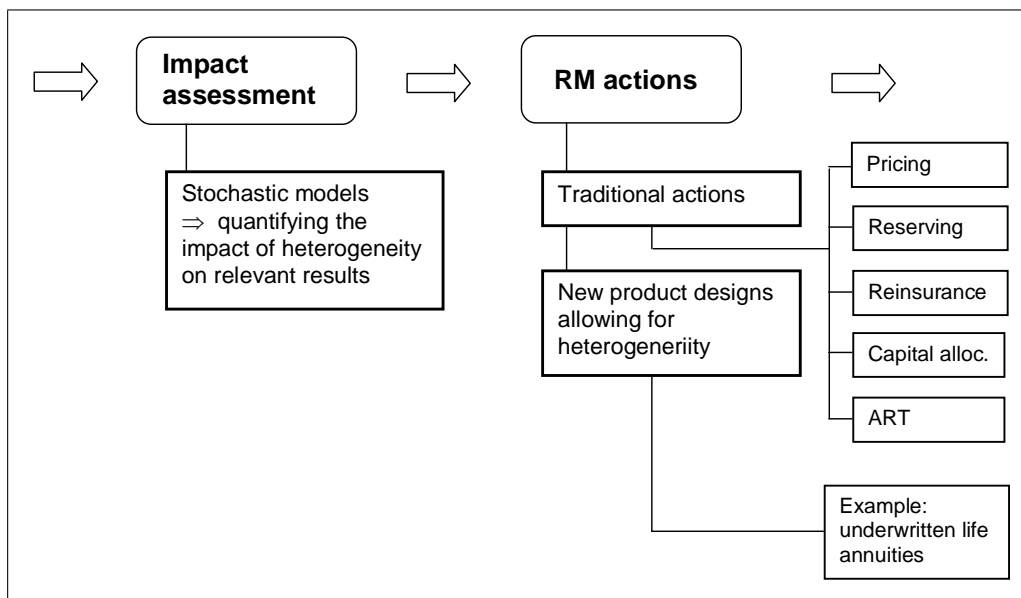 Impact
assessment
RM actions
Stochastic models
⇒ quantifying the
impact of heterogeneity
on relevant results
Traditional actions
New product designs
allowing for
heterogeneriity
Pricing
Reserving
Reinsurance
Capital alloc.
ART
Example:
underwritten life
annuities